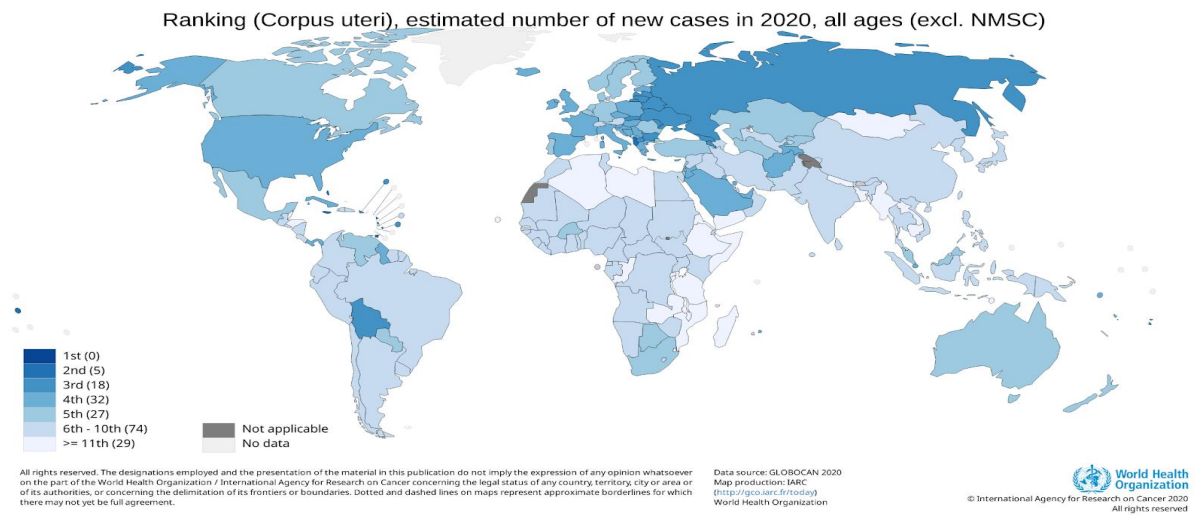 Ranking (Corpus uteri), estimated number of new cases in 2020, all ages (excl. NMSC)
1st (0)
2nd (5)
3rd (18)
4th (32)
5th (27)
6th - 10th (74)
>= 11th (29)
Not applicable
No data
All rights reserved. The designations employed and the presentation of the material in this publication do not imply the expression of any opinion whatsoever
on the part of the World Health Organization / International Agency for Research on Cancer concerning the legal status of any country, territory, city or area or
of its authorities, or concerning the delimitation of its frontiers or boundaries. Dotted and dashed lines on maps represent approximate borderlines for which
there may not yet be full agreement.
Data source: GLOBOCAN 2020
Map production: IARC
(http://gco.iarc.fr/today)
World Health Organization
World Health
Organization
© International Agency for Research on Cancer 2020
All rights reserved